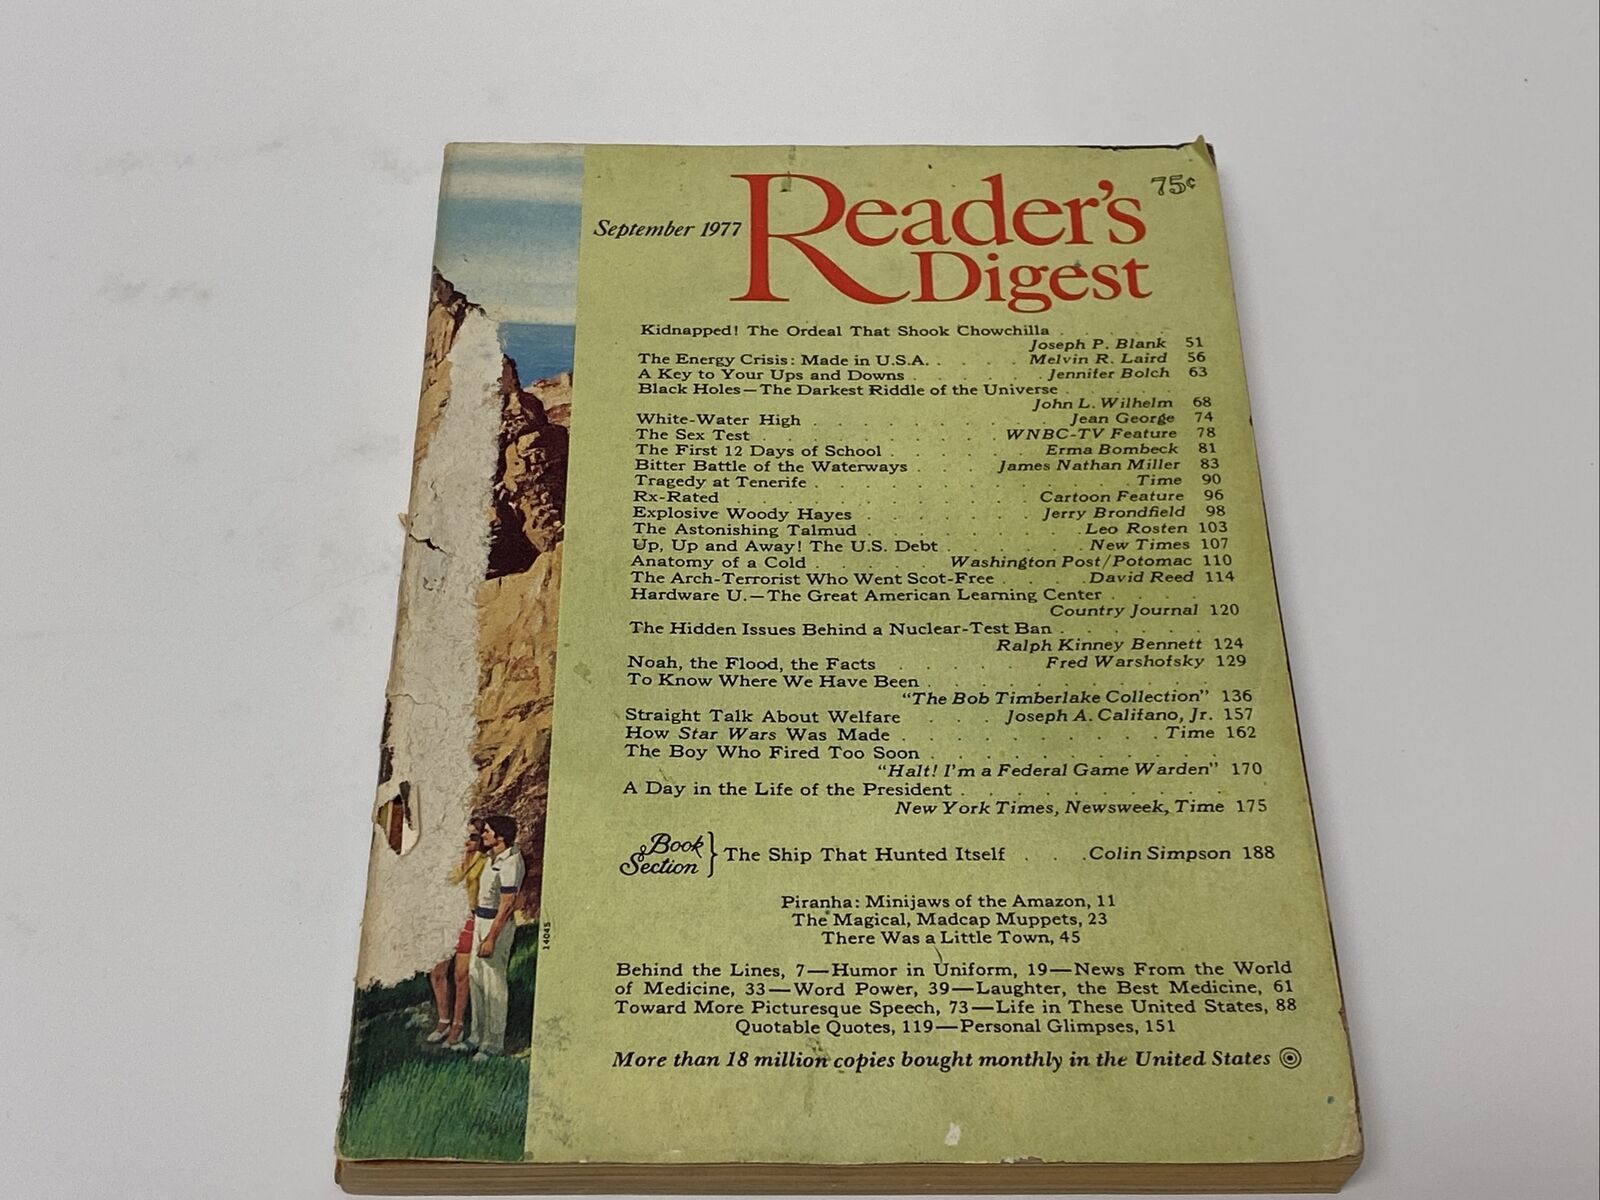 September 1977
Reader's
Digest
75¢
Kidnapped! The Ordeal That Shook Chowchilla . . . . . .
Joseph P. Blank 51
The Energy Crisis: Made in U.S.A. . . . . Melvin R. Laird 56
A Key to Your Ups and Downs . . . . . . Jennifer Bolch 63
Black Holes—The Darkest Riddle of the Universe . . . . .
John L. Wilhelm 68
White-Water High . . . . . . . . . . Jean George 74
The Sex Test . . . . . . . . . . WNBC-TV Feature 78
The First 12 Days of School . . . . . . Erma Bombeck 81
Bitter Battle of the Waterways . . . James Nathan Miller 83
Tragedy at Tenerife . . . . . . . . . . . . . Time 90
Rx-Rated . . . . . . . . . . . . Cartoon Feature 96
Explosive Woody Hayes . . . . . . . Jerry Brondfield 98
The Astonishing Talmud . . . . . . . . Leo Rosten 103
Up, Up and Away! The U.S. Debt . . . . . New Times 107
Anatomy of a Cold . . . . . Washington Post/Potomac 110
The Arch-Terrorist Who Went Scot-Free . . . . David Reed 114
Hardware U.—The Great American Learning Center . . . .
Country Journal 120
The Hidden Issues Behind a Nuclear-Test Ban . . . . . .
Ralph Kinney Bennett 124
Noah, the Flood, the Facts . . . . . Fred Warshofsky 129
To Know Where We Have Been . . . . . . . . . . .
"The Bob Timberlake Collection" 136
Straight Talk About Welfare . . . Joseph A. Califano, Jr. 157
How Star Wars Was Made . . . . . . . . . . Time 162
The Boy Who Fired Too Soon . . . . . . . . . . .
"Halt! I'm a Federal Game Warden" 170
A Day in the Life of the President . . . . . . . . . .
New York Times, Newsweek, Time 175
Book
Section } The Ship That Hunted Itself . . . Colin Simpson 188
Piranha: Minijaws of the Amazon, 11
The Magical, Madcap Muppets, 23
There Was a Little Town, 45
14045
Behind the Lines, 7—Humor in Uniform, 19—News From the World
of Medicine, 33—Word Power, 39—Laughter, the Best Medicine, 61
Toward More Picturesque Speech, 73—Life in These United States, 88
Quotable Quotes, 119—Personal Glimpses, 151
More than 18 million copies bought monthly in the United States